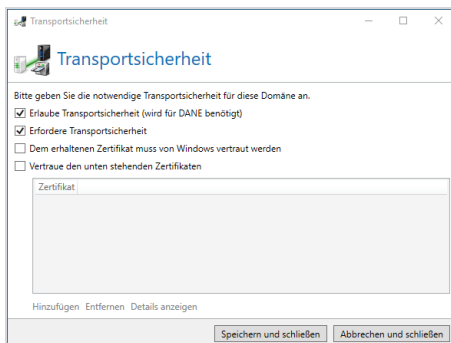 Transportsicherheit
Transportsicherheit
Bitte geben Sie die notwendige Transportsicherheit für diese Domäne an.
Erlaube Transportsicherheit (wird für DANE benötigt)
Erfordere Transportsicherheit
Dem erhaltenen Zertifikat muss von Windows vertraut werden
Vertraue den unten stehenden Zertifikaten
Zertifikat
Hinzufügen Entfernen Details anzeigen
Speichern und schließen Abbrechen und schließen